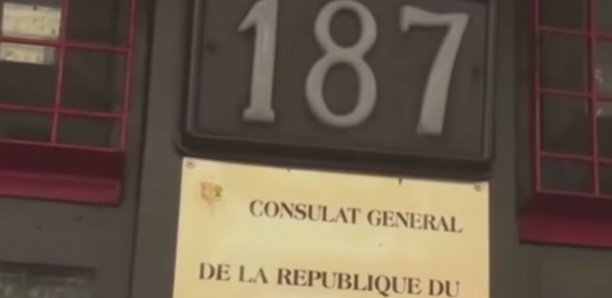 187
CONSULAT GENERAL
DE LA REPUBLIQUE DU